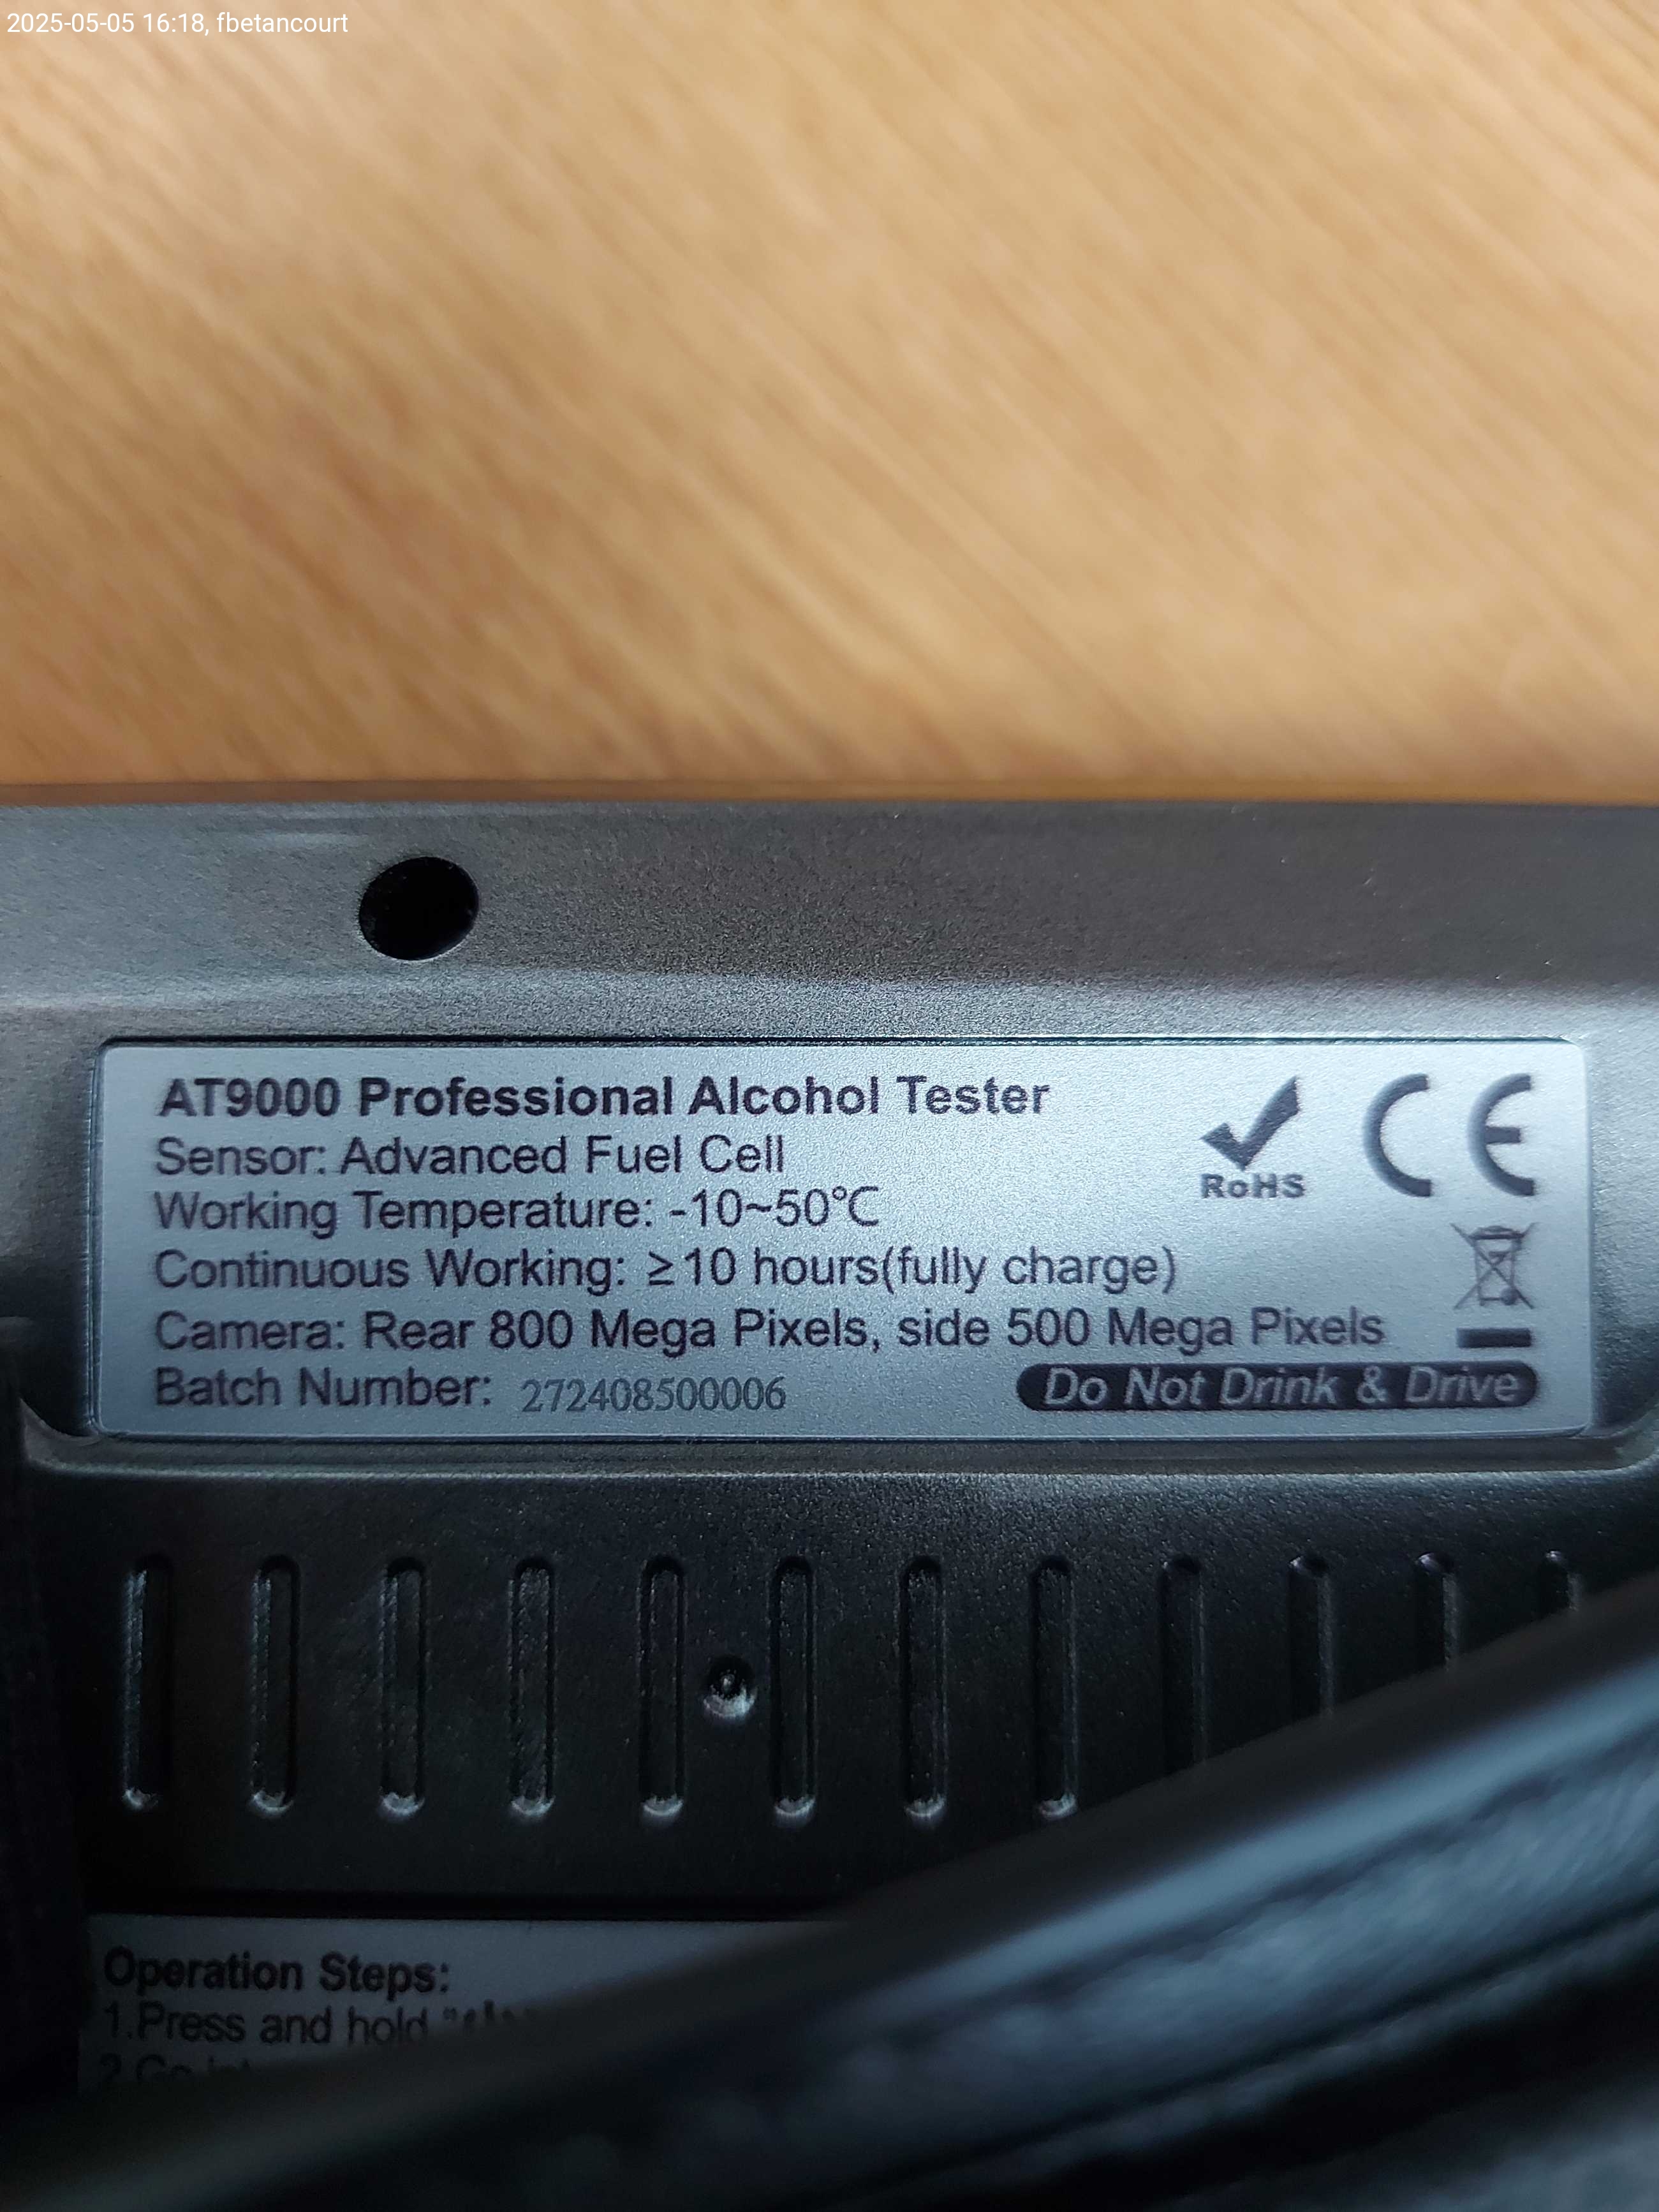 2025-05-05 16:18, fbetancourt
AT9000 Professional Alcohol Tester
Sensor: Advanced Fuel Cell
Working Temperature: -10~50℃
Continuous Working: ≥10 hours(fully charge)
Camera: Rear 800 Mega Pixels, side 500 Mega Pixels
Batch Number: 272408500006
RoHS
CE
Do Not Drink & Drive
Operation Steps:
1.Press and hold
2.Go